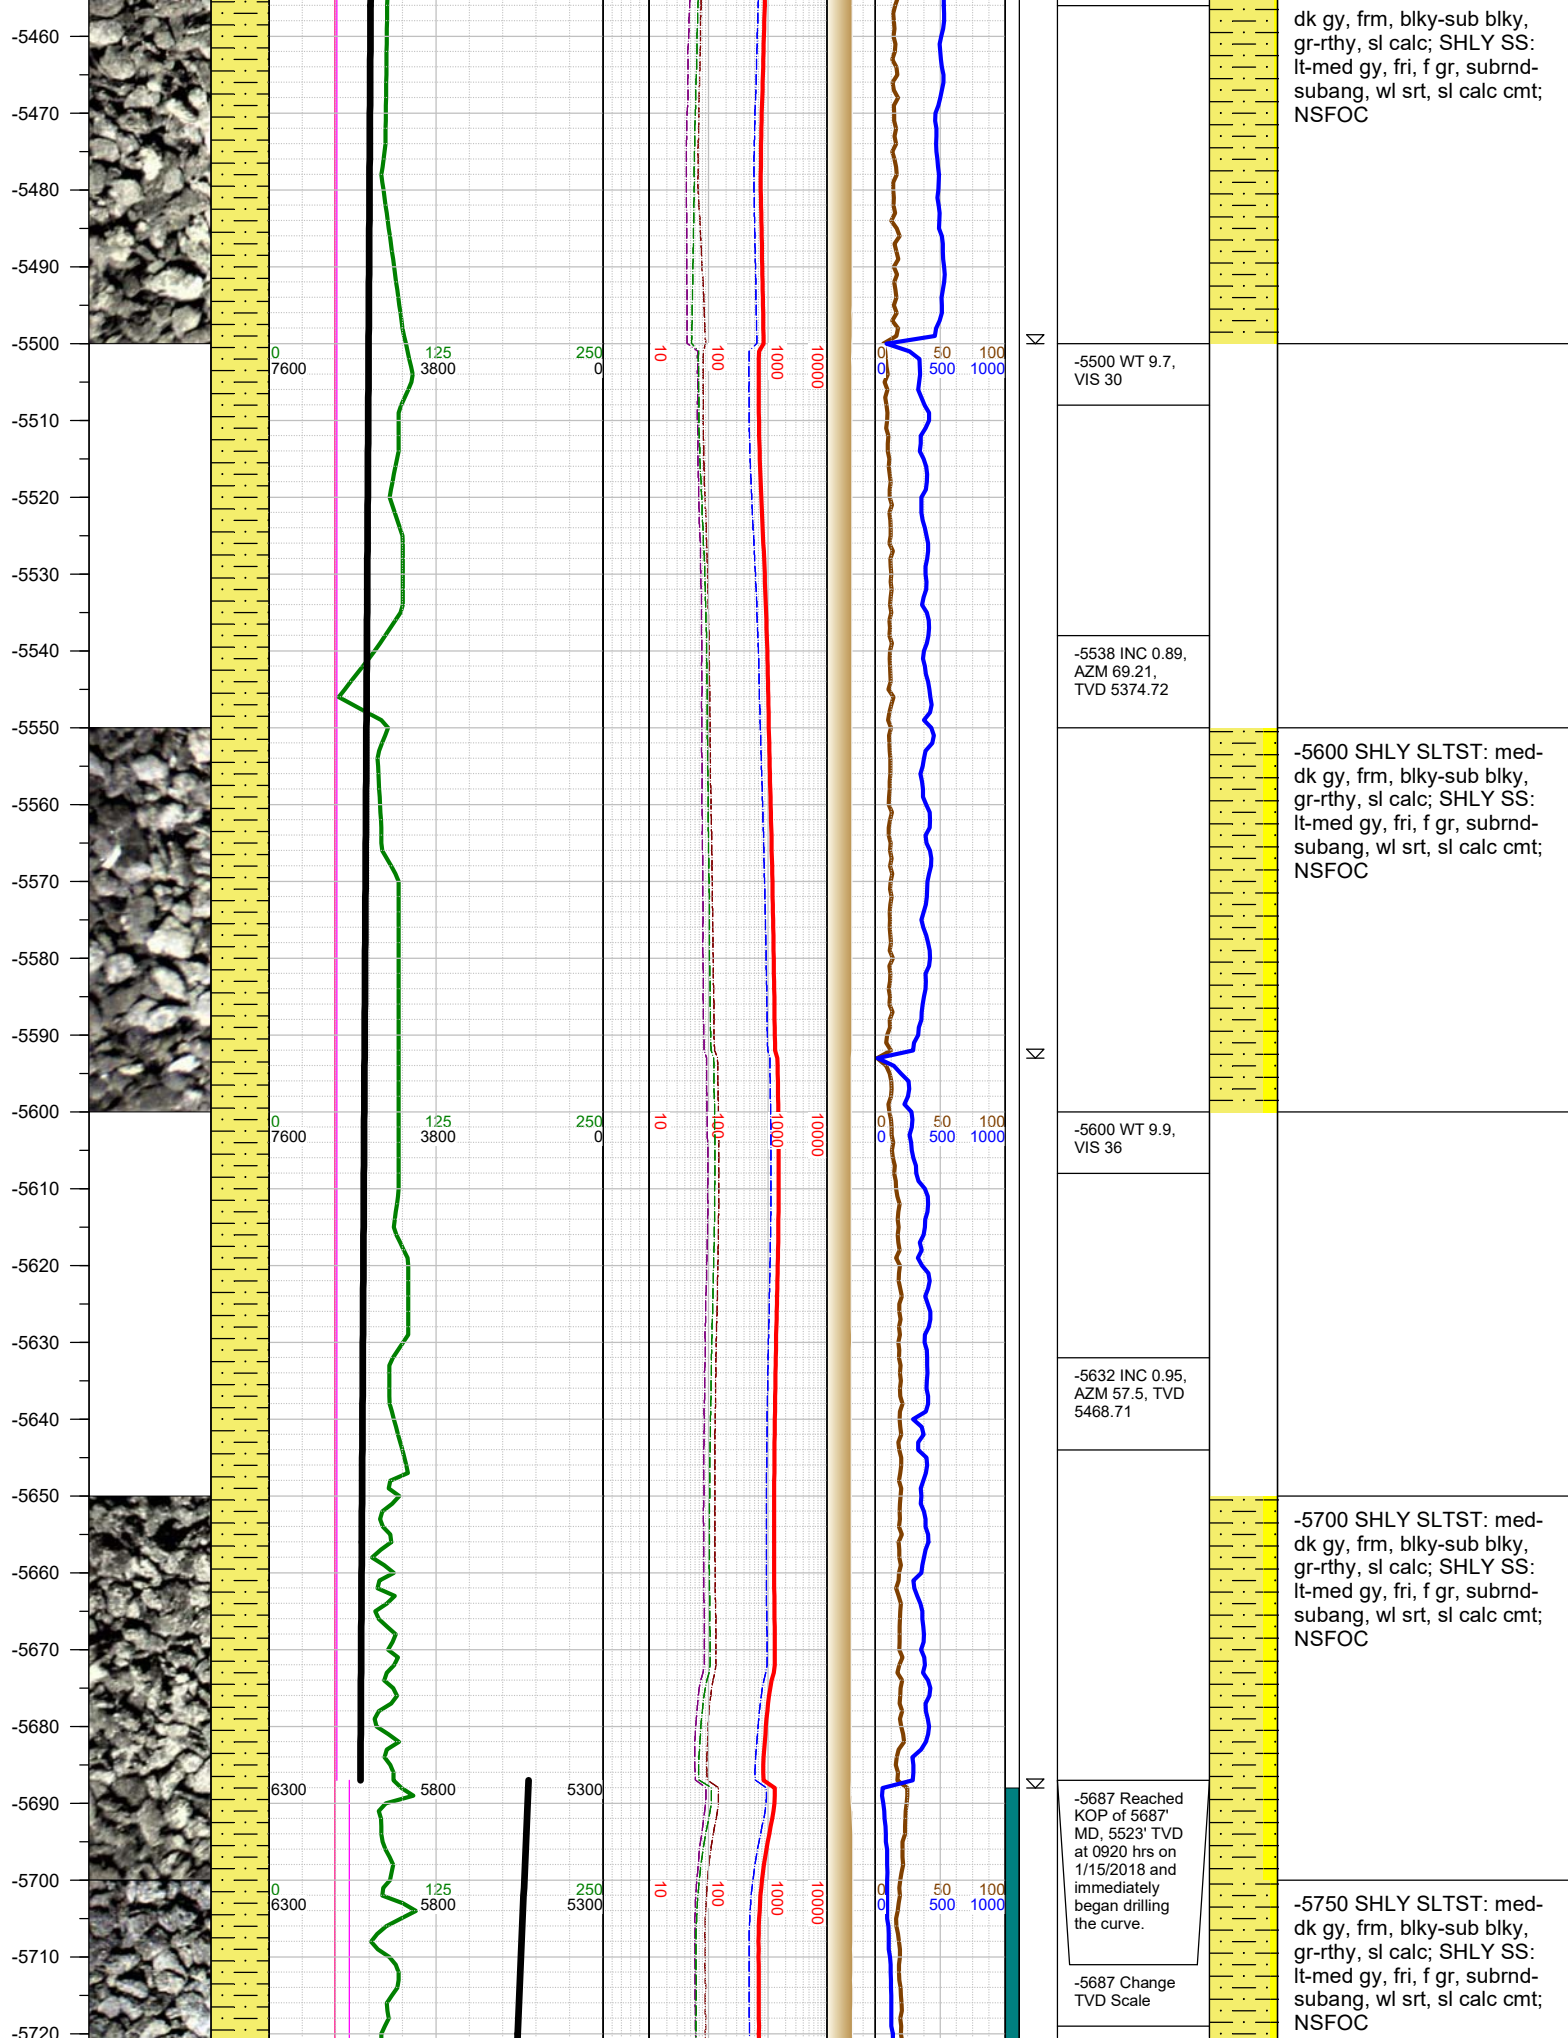 dk gy, frm, blky-sub blky,
gr-rthy, sl calc; SHLY SS:
lt-med gy, fri, f gr, subrnd-
subang, wl srt, sl calc cmt;
NSFOC
-5460
-5470
-5480
-5490
-5500
0 125 250 10 100 1000 10000 0 50 100
7600 3800 0 0 500 1000
-5500 WT 9.7,
VIS 30
-5510
-5520
-5530
-5540
-5538 INC 0.89,
AZM 69.21,
TVD 5374.72
-5550
-5600 SHLY SLTST: med-
dk gy, frm, blky-sub blky,
gr-rthy, sl calc; SHLY SS:
lt-med gy, fri, f gr, subrnd-
subang, wl srt, sl calc cmt;
NSFOC
-5560
-5570
-5580
-5590
-5600
0 125 250 10 100 1000 10000 0 50 100
7600 3800 0 0 500 1000
-5600 WT 9.9,
VIS 36
-5610
-5620
-5630
-5632 INC 0.95,
AZM 57.5, TVD
5468.71
-5640
-5650
-5700 SHLY SLTST: med-
dk gy, frm, blky-sub blky,
gr-rthy, sl calc; SHLY SS:
lt-med gy, fri, f gr, subrnd-
subang, wl srt, sl calc cmt;
NSFOC
-5660
-5670
-5680
-5690
6300 5800 5300
-5687 Reached
KOP of 5687'
MD, 5523' TVD
at 0920 hrs on
1/15/2018 and
immediately
began drilling
the curve.
-5700
0 125 250 10 100 1000 10000 0 50 100
6300 5800 5300 0 500 1000
-5750 SHLY SLTST: med-
dk gy, frm, blky-sub blky,
gr-rthy, sl calc; SHLY SS:
lt-med gy, fri, f gr, subrnd-
subang, wl srt, sl calc cmt;
NSFOC
-5710
-5687 Change
TVD Scale
-5720